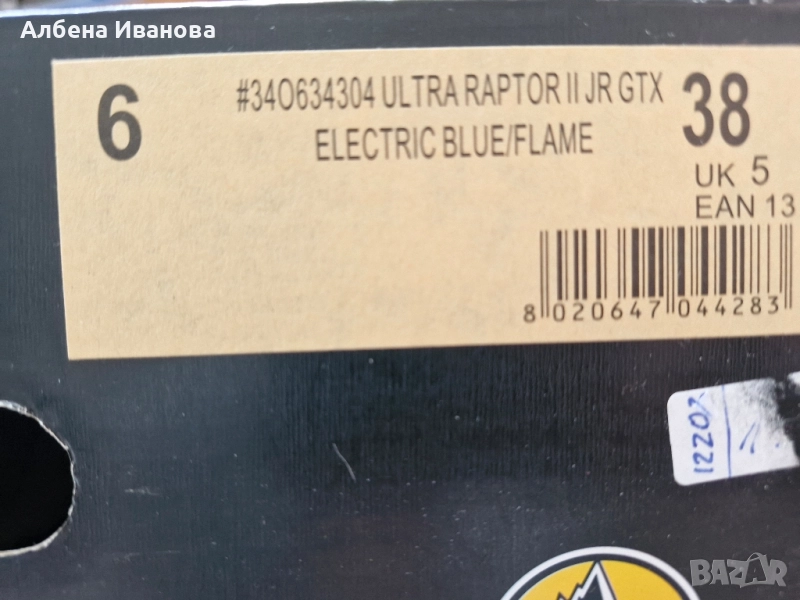 Албена Иванова
6
#34O634304 ULTRA RAPTOR II JR GTX
ELECTRIC BLUE/FLAME
38
UK 5
EAN 13
8 020647 044283
BAZAR